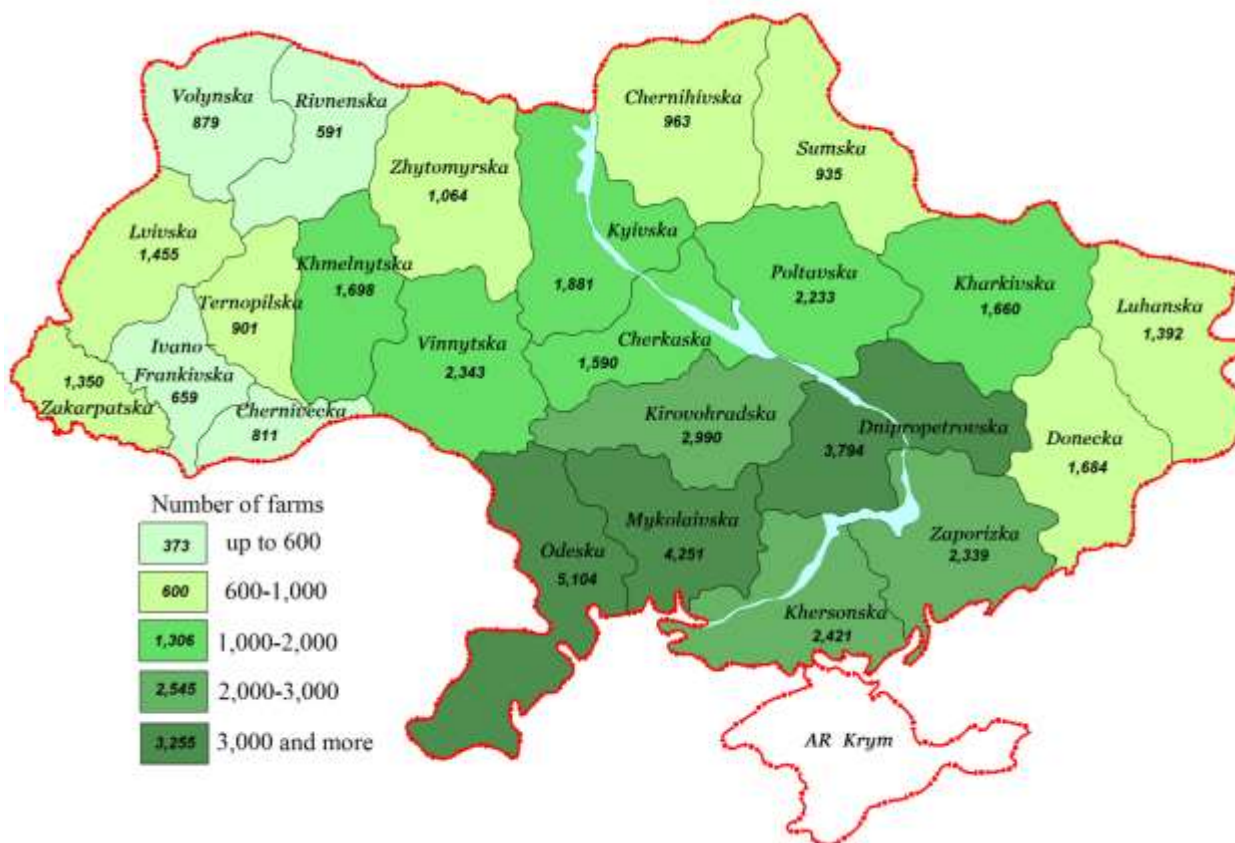 Volynska
879
Rivnenska
591
Zhytomyrska
1,064
Chernihivska
963
Sumska
935
Lvivska
1,455
Ternopilska
901
Khmelnytska
1,698
Kyivska
1,881
Poltavska
2,233
Kharkivska
1,660
Luhanska
1,392
Ivano
Frankivska
659
1,350
Zakarpatska
Chernivecka
811
Vinnytska
2,343
Cherkaska
1,590
Kirovohradska
2,990
Dnipropetrovska
3,794
Donecka
1,684
Odeska
5,104
Mykolaivska
4,251
Zaporizka
2,339
Khersonska
2,421
AR Krym
Number of farms
373 up to 600
600 600-1,000
1,306 1,000-2,000
2,545 2,000-3,000
3,255 3,000 and more